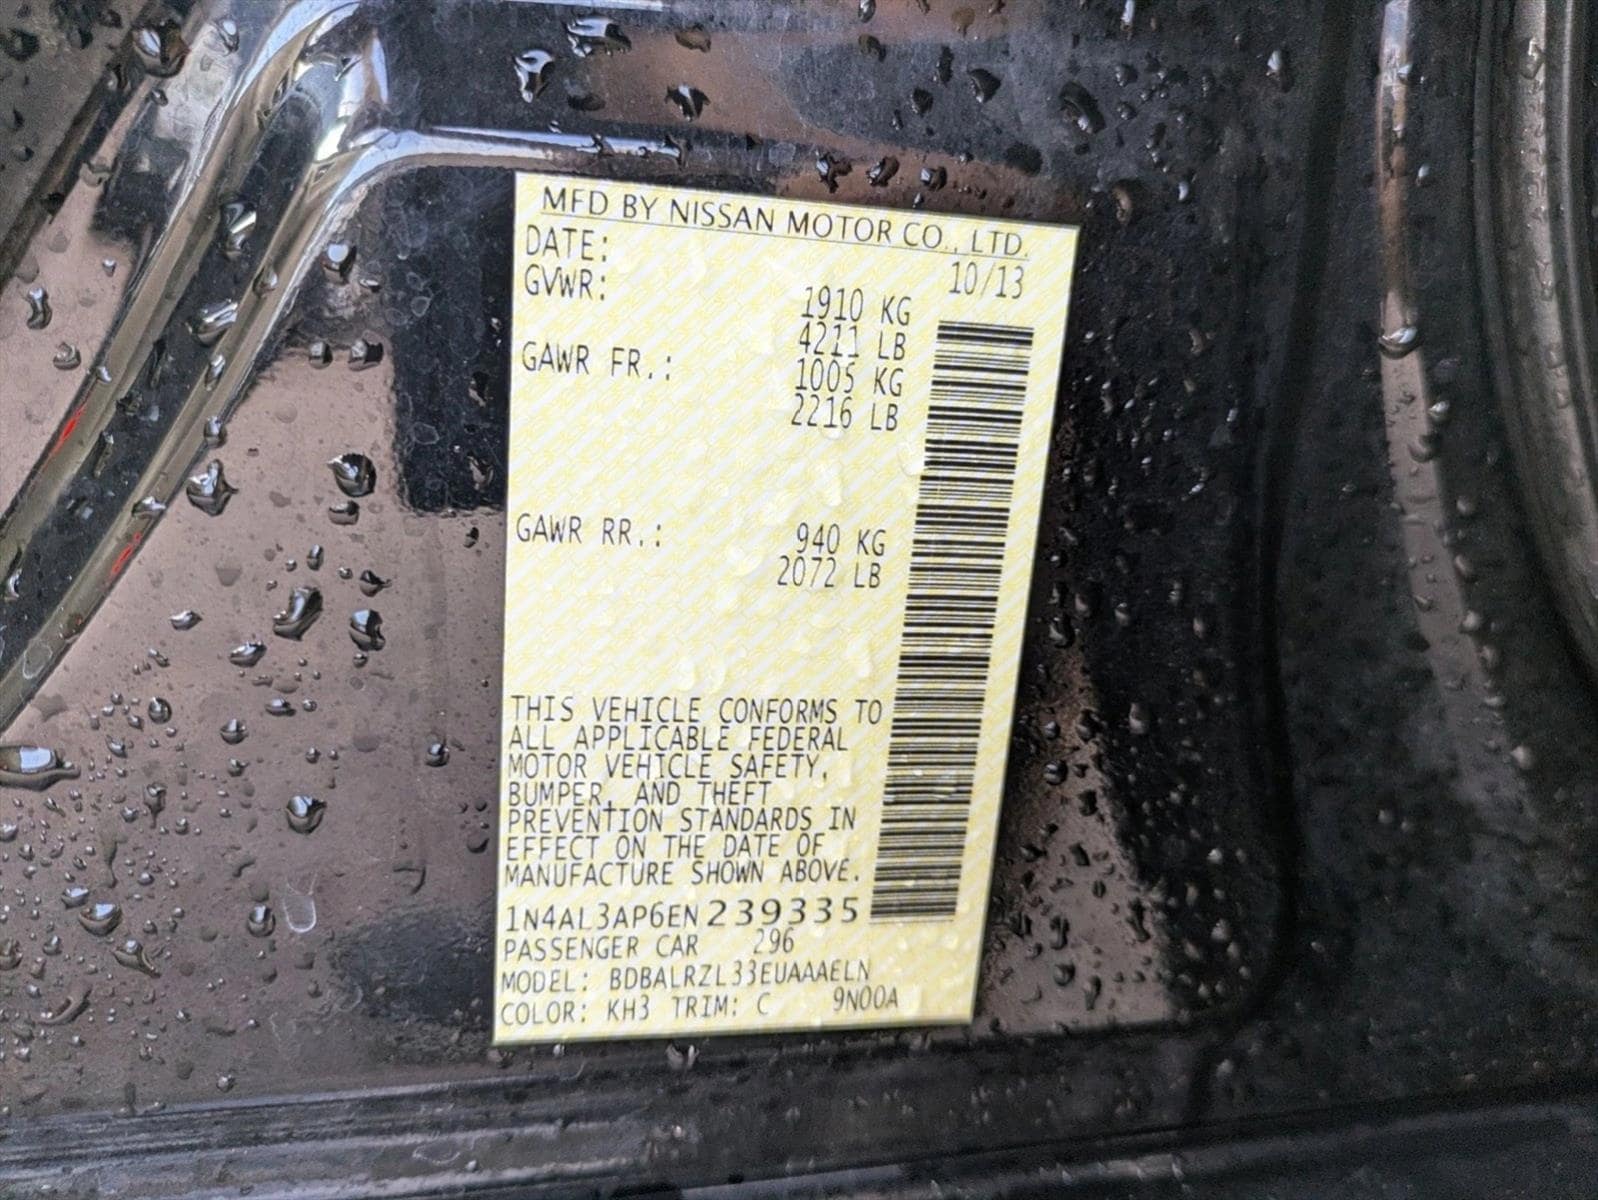 MFD BY NISSAN MOTOR CO., LTD.
DATE: 10/13
GVWR: 1910 KG
4211 LB
GAWR FR.: 1005 KG
2216 LB
GAWR RR.: 940 KG
2072 LB
THIS VEHICLE CONFORMS TO
ALL APPLICABLE FEDERAL
MOTOR VEHICLE SAFETY,
BUMPER, AND THEFT
PREVENTION STANDARDS IN
EFFECT ON THE DATE OF
MANUFACTURE SHOWN ABOVE.
1N4AL3AP6EN239335
PASSENGER CAR 296
MODEL: BDBALRZL33EUAAAELN
COLOR: KH3 TRIM: C 9N00A